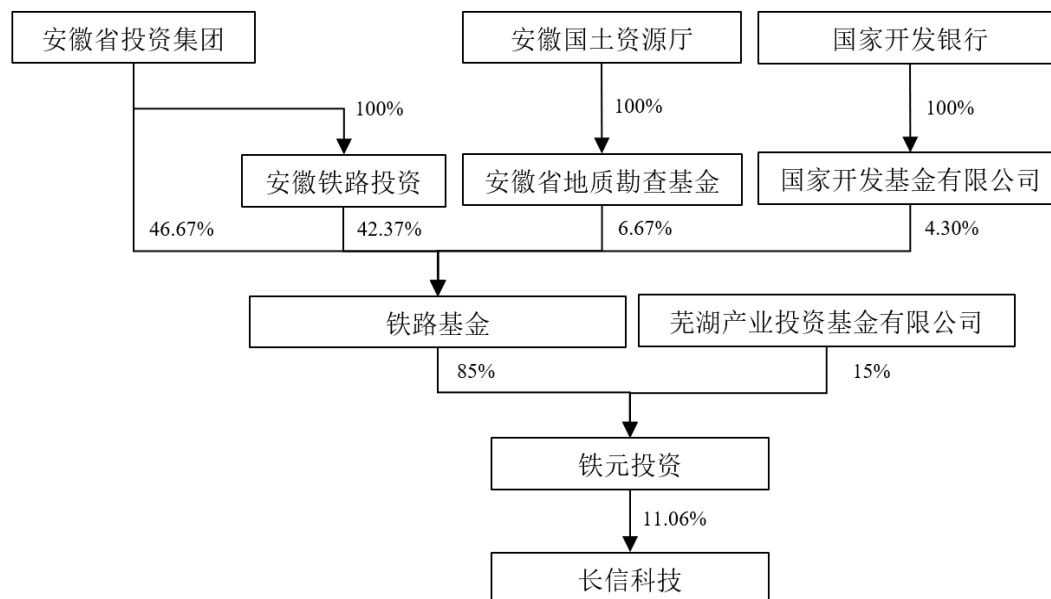 安徽省投资集团
安徽国土资源厅
国家开发银行
100%
100%
100%
安徽铁路投资
安徽省地质勘查基金
国家开发基金有限公司
46.67%
42.37%
6.67%
4.30%
铁路基金
芜湖产业投资基金有限公司
85%
15%
铁元投资
11.06%
长信科技